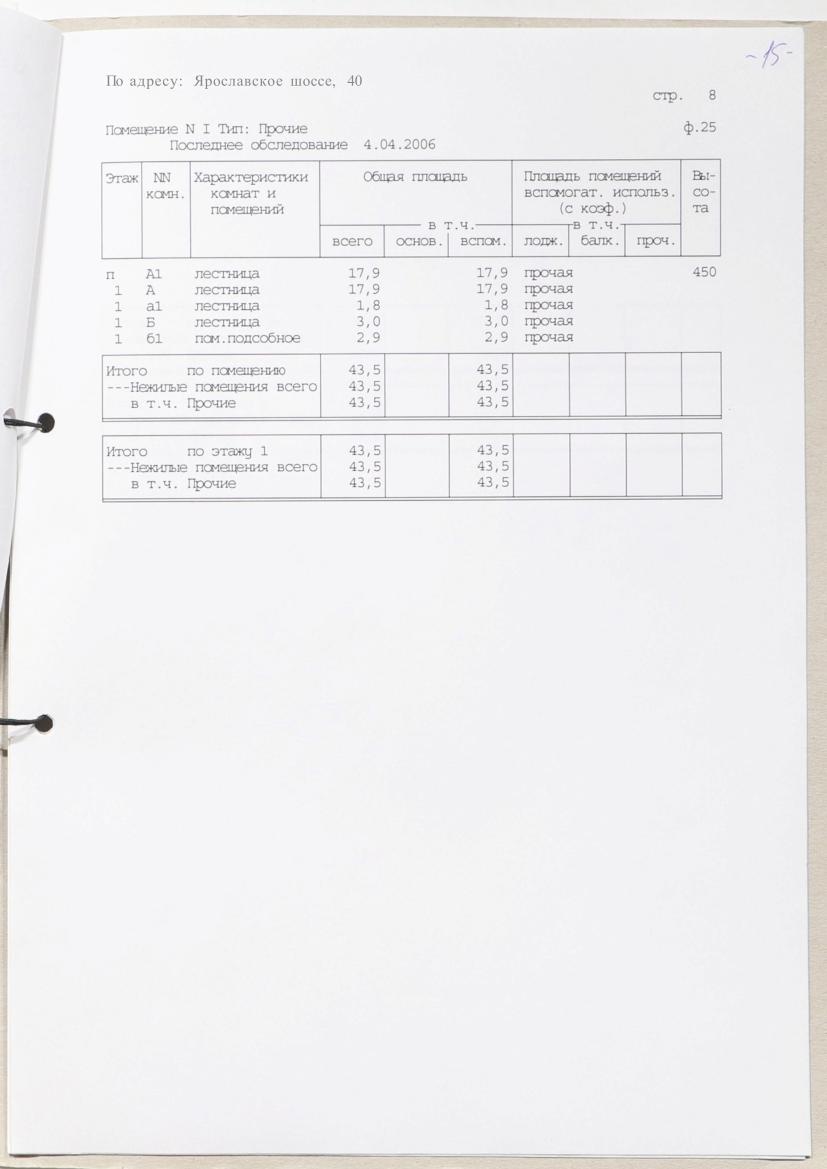 -15-
По адресу: Ярославское шоссе, 40
стр. 8
Помещение N I Тип: Прочие ф.25
Последнее обследование 4.04.2006
Этаж NN Характеристики Общая площадь Площадь помещений Вы-
комн. комнат и вспомогат. использ. со-
помещений (с коэф.) та
в т.ч. в т.ч.
всего основ. вспом. лодж. балк. проч.
п А1 лестница 17,9 17,9 прочая 450
1 А лестница 17,9 17,9 прочая
1 а1 лестница 1,8 1,8 прочая
1 Б лестница 3,0 3,0 прочая
1 б1 пом.подсобное 2,9 2,9 прочая
Итого по помещению 43,5 43,5
---Нежилые помещения всего 43,5 43,5
в т.ч. Прочие 43,5 43,5
Итого по этажу 1 43,5 43,5
---Нежилые помещения всего 43,5 43,5
в т.ч. Прочие 43,5 43,5